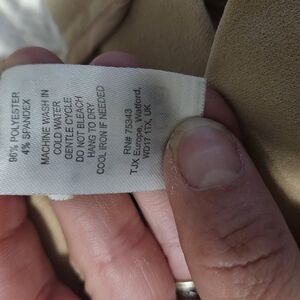 96% POLYESTER
4% SPANDEX
MACHINE WASH IN
COLD WATER
GENTLE CYCLE
DO NOT BLEACH
HANG TO DRY
COOL IRON IF NEEDED
RN# 75343
TJX Europe, Watford,
WD17 1TX, UK